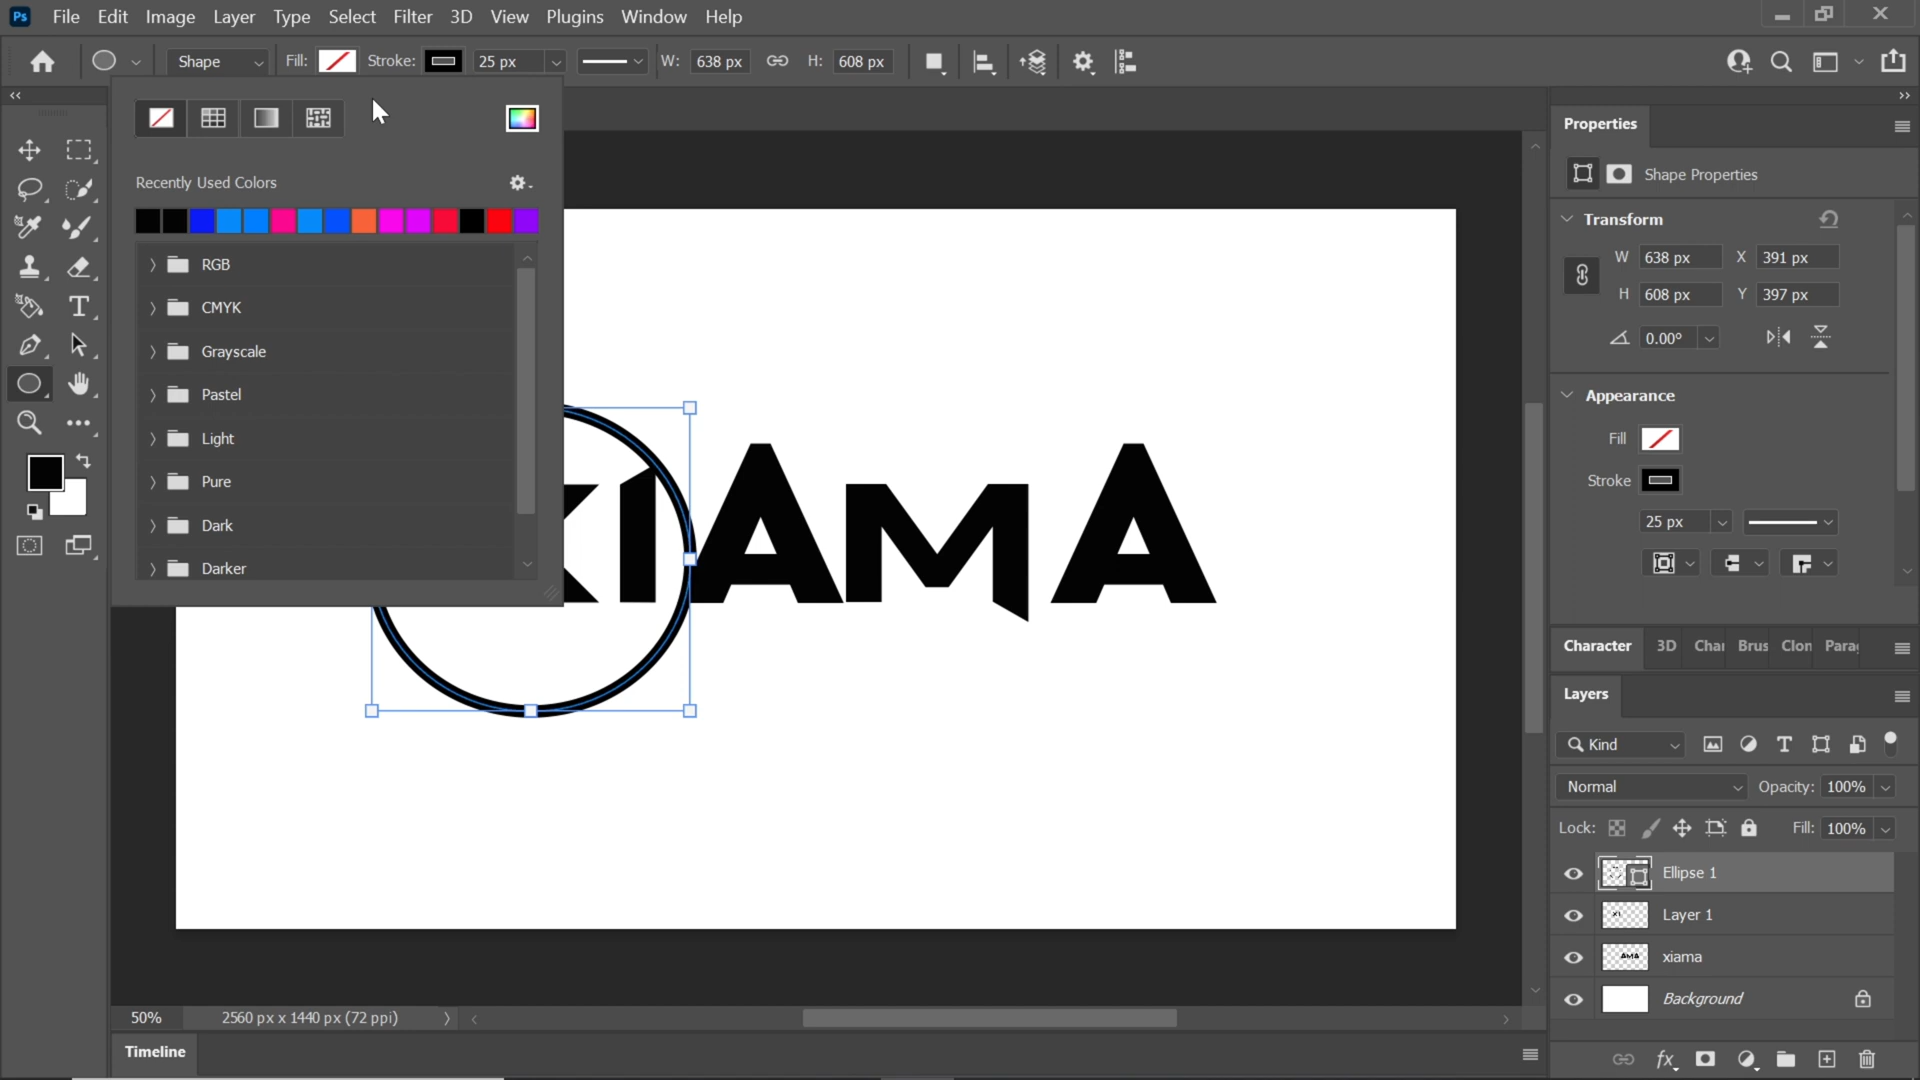 Ps File Edit Image Layer Type Select Filter 3D View Plugins Window Help
Shape Fill: Stroke: 25 px W: 638 px H: 608 px
Recently Used Colors
RGB
CMYK
Grayscale
Pastel
Light
Pure
Dark
Darker
XIAMA
50% 2560 px x 1440 px (72 ppi)
Timeline
Properties
Shape Properties
Transform
W 638 px X 391 px
H 608 px Y 397 px
0.00°
Appearance
Fill
Stroke
25 px
Character 3D Char Brus Clon Para
Layers
Kind
Normal Opacity: 100%
Lock: Fill: 100%
Ellipse 1
Layer 1
xiama
Background